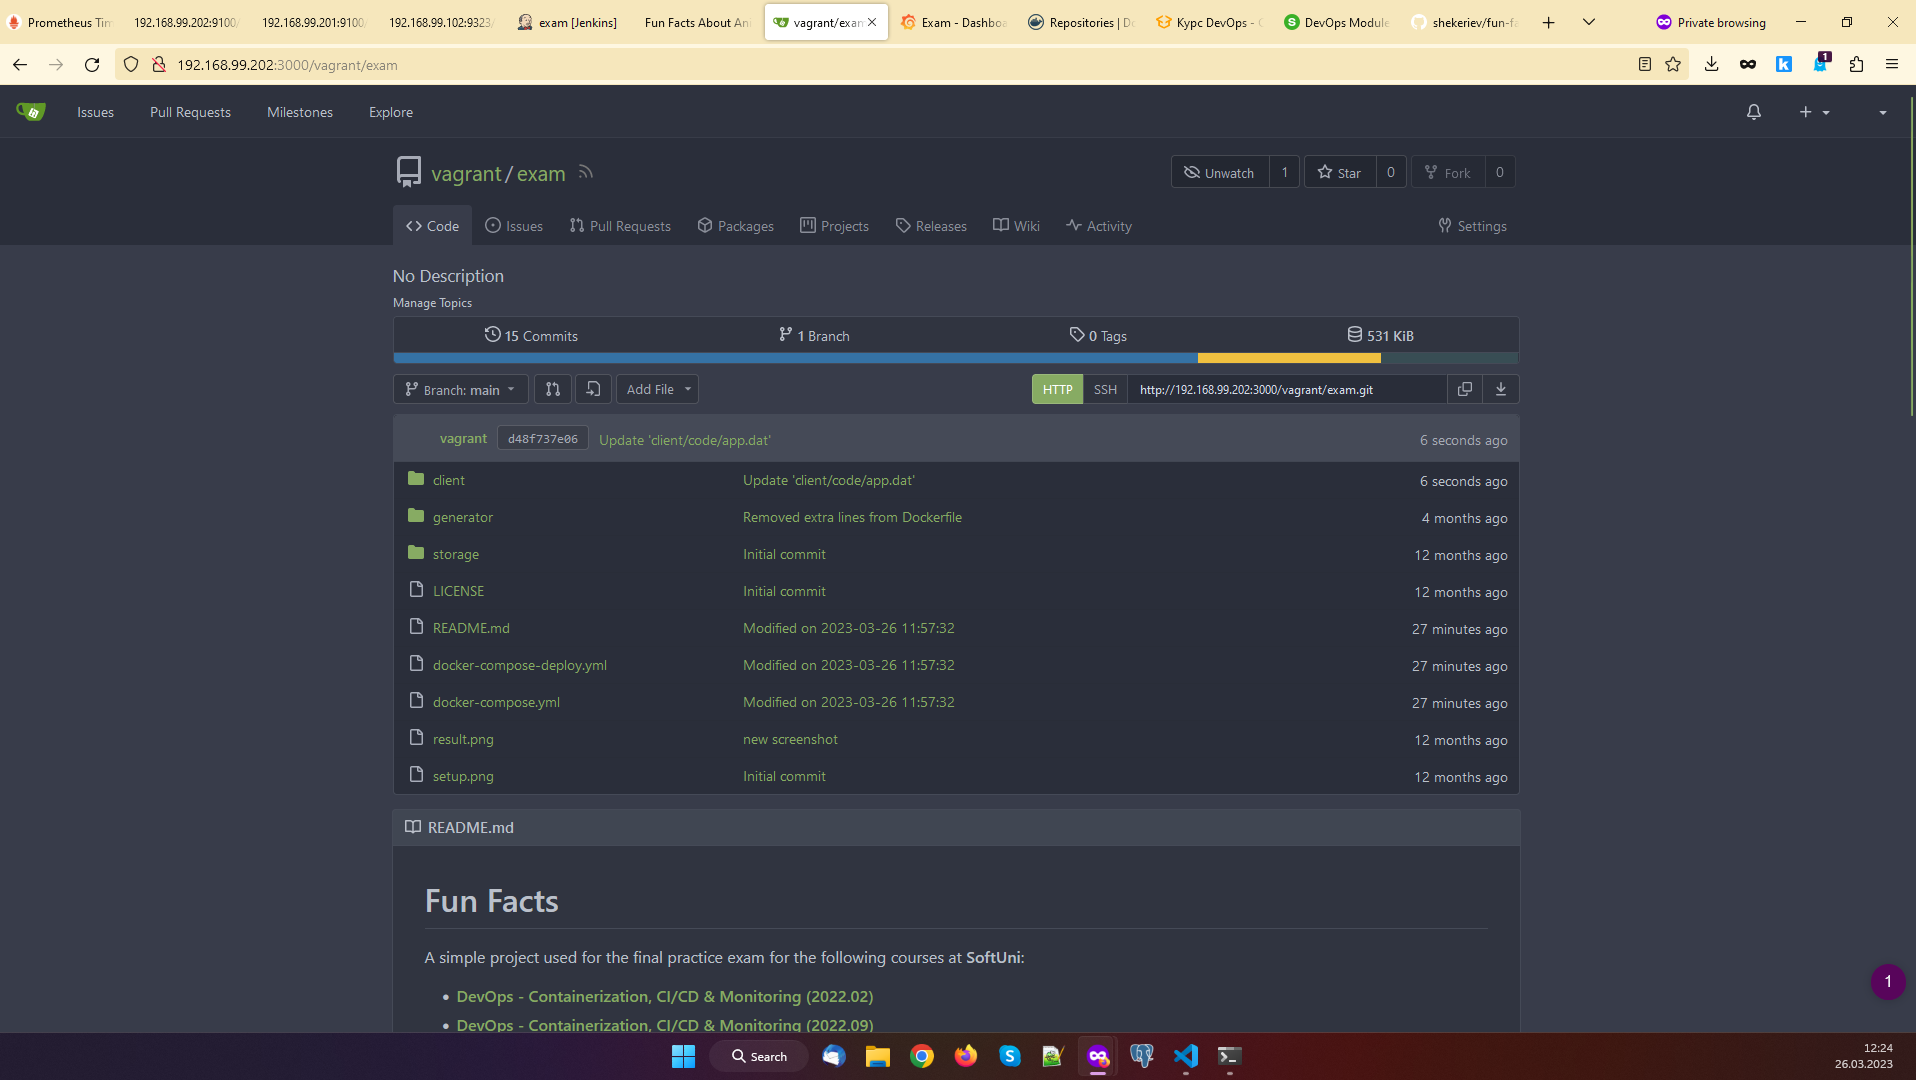 Prometheus Tim
192.168.99.202:9100/
192.168.99.201:9100/
192.168.99.102:9323/
exam [Jenkins]
Fun Facts About Ani
vagrant/exam
Exam - Dashboa
Repositories | Do
Курс DevOps - C
DevOps Module
shekeriev/fun-fa
Private browsing
192.168.99.202:3000/vagrant/exam
1
Issues
Pull Requests
Milestones
Explore
vagrant/exam
Unwatch 1
Star 0
Fork 0
Code
Issues
Pull Requests
Packages
Projects
Releases
Wiki
Activity
Settings
No Description
Manage Topics
15 Commits
1 Branch
0 Tags
531 KiB
Branch: main
Add File
HTTP
SSH
http://192.168.99.202:3000/vagrant/exam.git
vagrant d48f737e06 Update 'client/code/app.dat' 6 seconds ago
client Update 'client/code/app.dat' 6 seconds ago
generator Removed extra lines from Dockerfile 4 months ago
storage Initial commit 12 months ago
LICENSE Initial commit 12 months ago
README.md Modified on 2023-03-26 11:57:32 27 minutes ago
docker-compose-deploy.yml Modified on 2023-03-26 11:57:32 27 minutes ago
docker-compose.yml Modified on 2023-03-26 11:57:32 27 minutes ago
result.png new screenshot 12 months ago
setup.png Initial commit 12 months ago
README.md
Fun Facts
A simple project used for the final practice exam for the following courses at SoftUni:
DevOps - Containerization, CI/CD & Monitoring (2022.02)
1
DevOps - Containerization, CI/CD & Monitoring (2022.09)
Search
12:24
26.03.2023